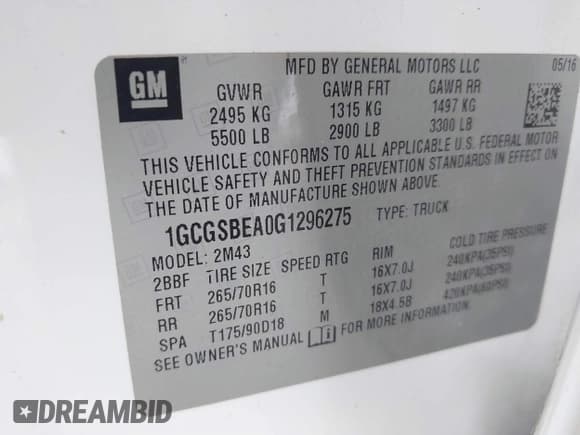 GM
MFD BY GENERAL MOTORS LLC 05/16
GVWR GAWR FRT GAWR RR
2495 KG 1315 KG 1497 KG
5500 LB 2900 LB 3300 LB
THIS VEHICLE CONFORMS TO ALL APPLICABLE U.S. FEDERAL MOTOR
VEHICLE SAFETY AND THEFT PREVENTION STANDARDS IN EFFECT ON
THE DATE OF MANUFACTURE SHOWN ABOVE.
1GCGSBEA0G1296275 TYPE: TRUCK
MODEL: 2M43
2BBF TIRE SIZE SPEED RTG RIM COLD TIRE PRESSURE
FRT 265/70R16 T 16X7.0J 240KPA(35PSI)
RR 265/70R16 T 16X7.0J 240KPA(35PSI)
SPA T175/90D18 M 18X4.5B 420KPA(60PSI)
SEE OWNER'S MANUAL FOR MORE INFORMATION.
DREAMBID